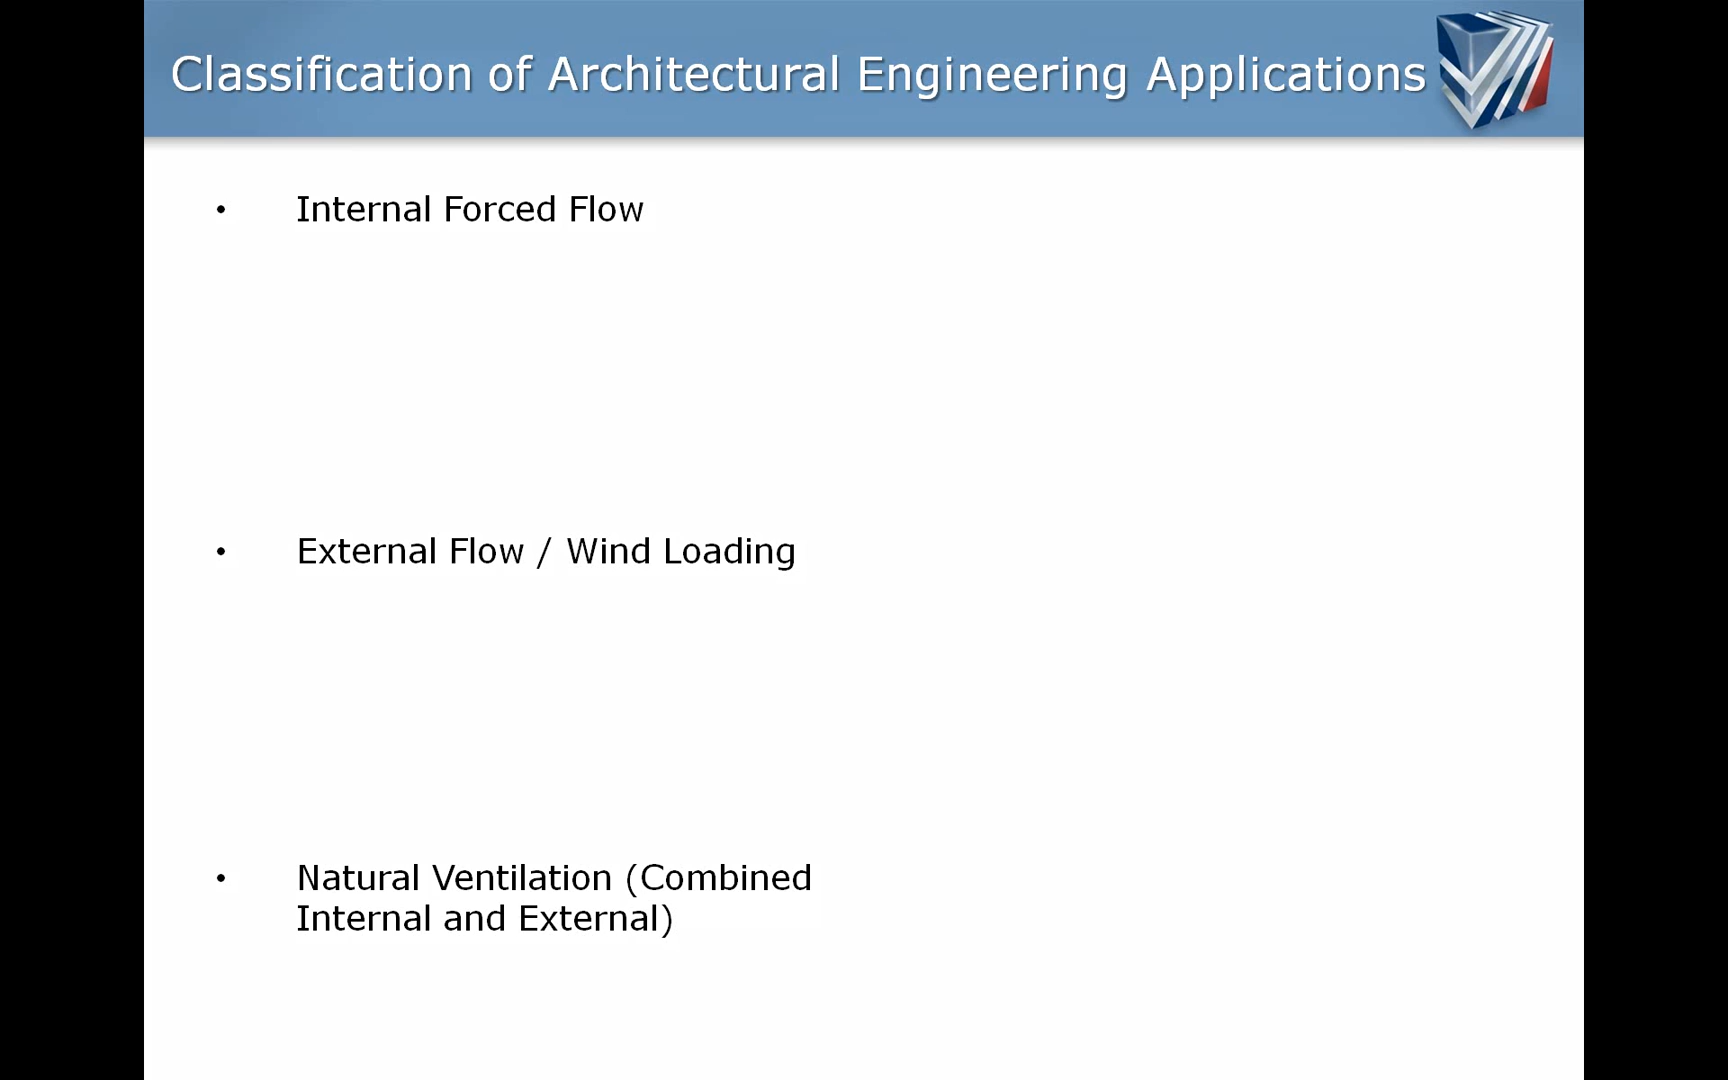 Classification of Architectural Engineering Applications
• Internal Forced Flow
• External Flow / Wind Loading
• Natural Ventilation (Combined
Internal and External)